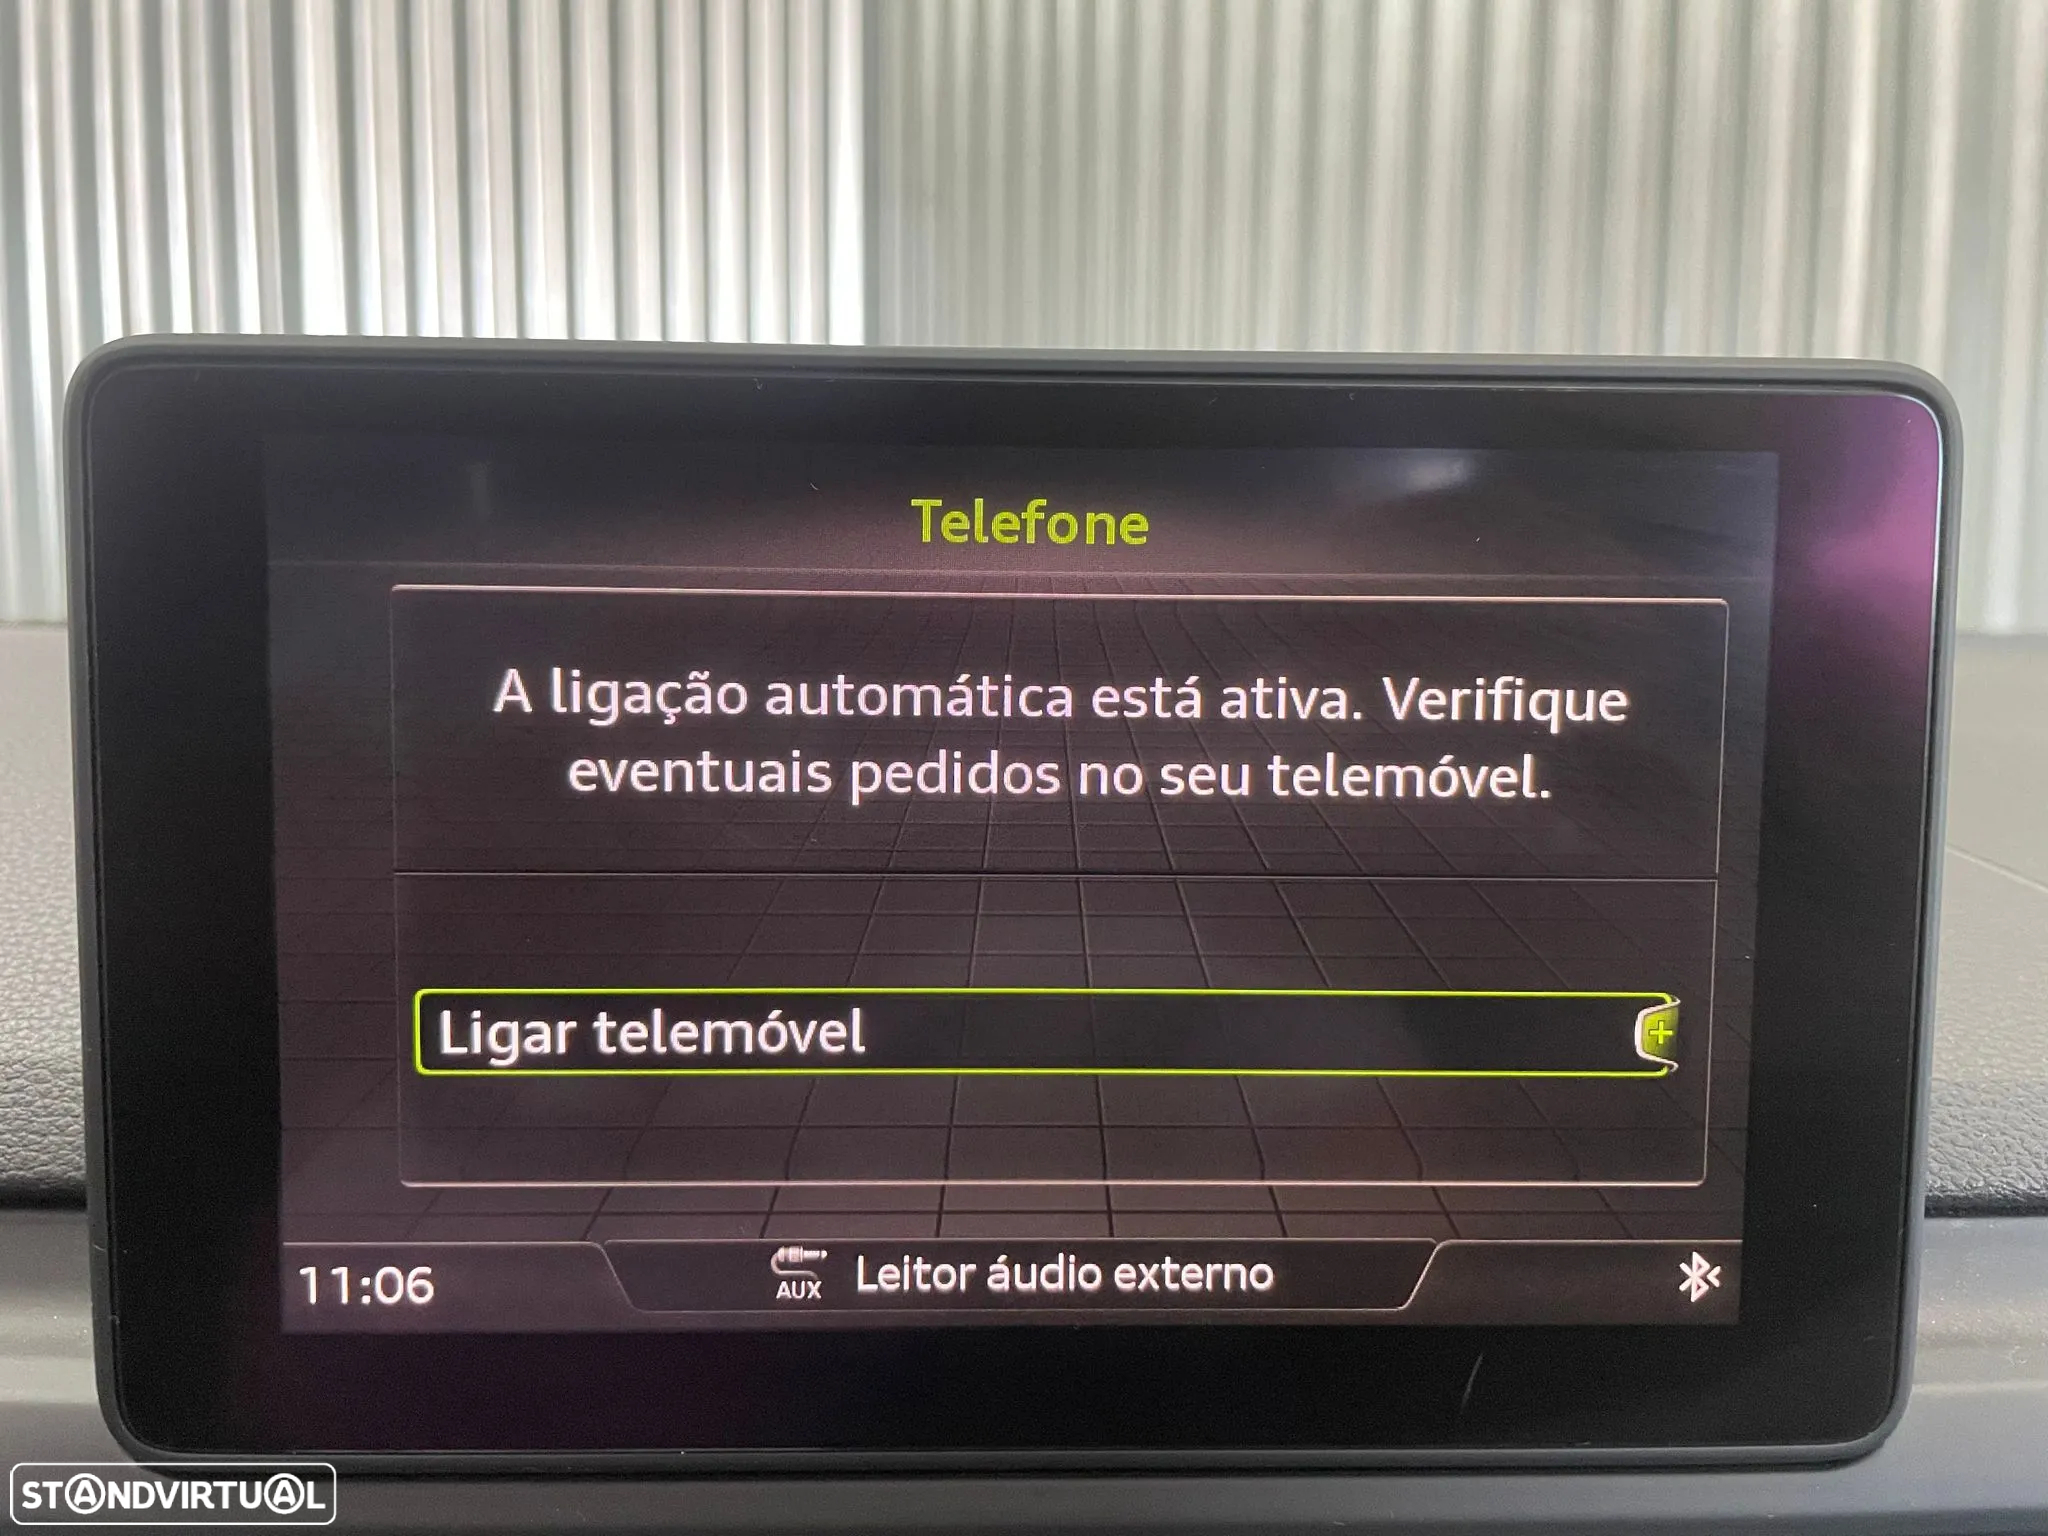 Telefone
A ligação automática está ativa. Verifique
eventuais pedidos no seu telemóvel.
Ligar telemóvel
11:06
AUX
Leitor áudio externo
STANDVIRTUAL